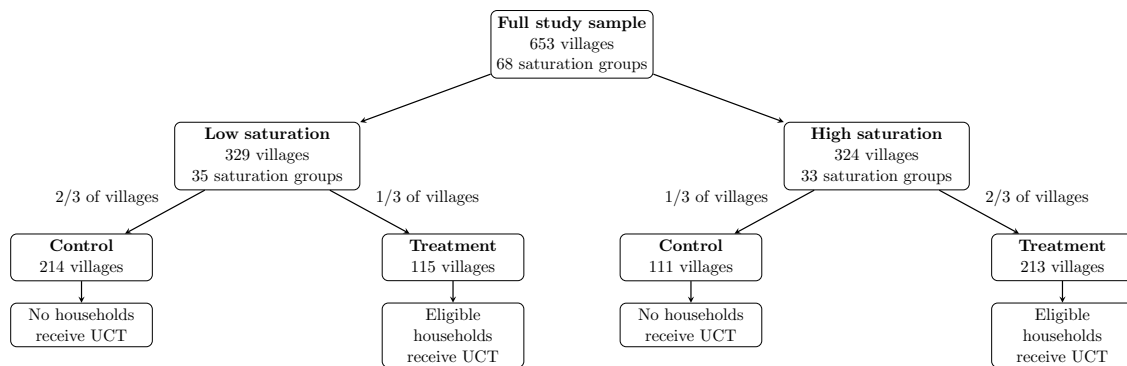 Full study sample
653 villages
68 saturation groups
Low saturation
329 villages
35 saturation groups
High saturation
324 villages
33 saturation groups
2/3 of villages
1/3 of villages
1/3 of villages
2/3 of villages
Control
214 villages
Treatment
115 villages
Control
111 villages
Treatment
213 villages
No households
receive UCT
Eligible
households
receive UCT
No households
receive UCT
Eligible
households
receive UCT